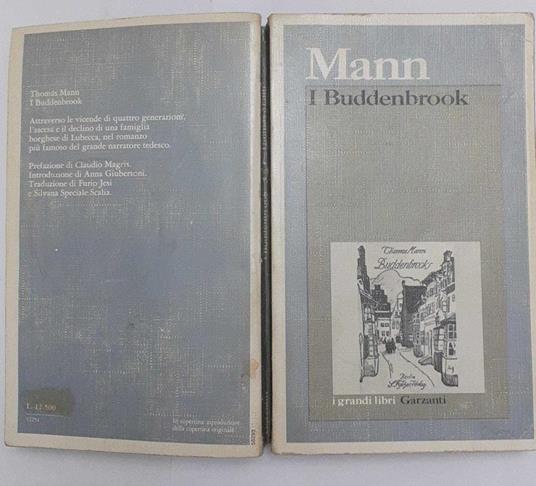 Thomas Mann
I Buddenbrook
Attraverso le vicende di quattro generazioni,
l'ascesa e il declino di una famiglia
borghese di Lubecca, nel romanzo
più famoso del grande narratore tedesco.
Prefazione di Claudio Magris.
Introduzione di Anna Giubertoni.
Traduzione di Furio Jesi
e Silvana Speciale Scalia.
L. 12.500
In copertina: riproduzione
della copertina originale
Mann
I Buddenbrook
Thomas Mann
Buddenbrooks
Berlin
S. Fischer Verlag
i grandi libri Garzanti